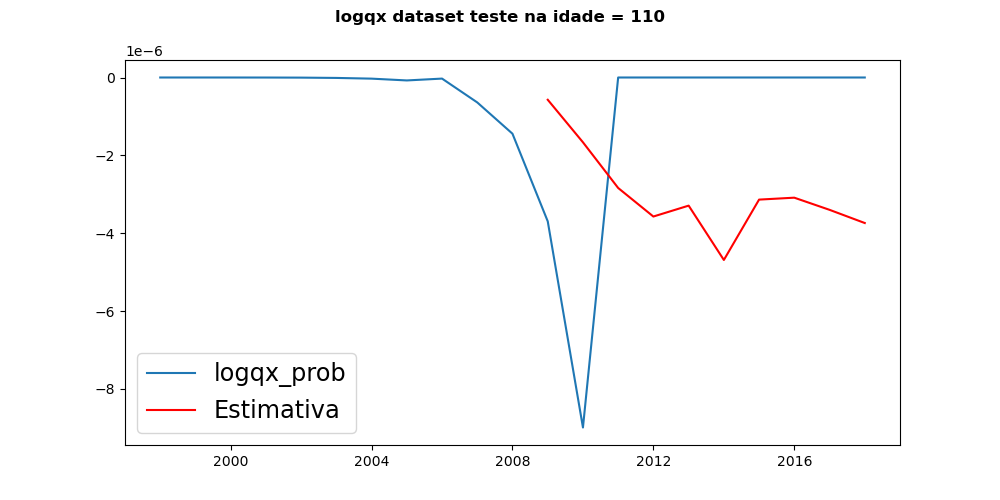 logqx dataset teste na idade = 110
1e−6
0
−2
−4
−6
−8
2000
2004
2008
2012
2016
logqx_prob
Estimativa